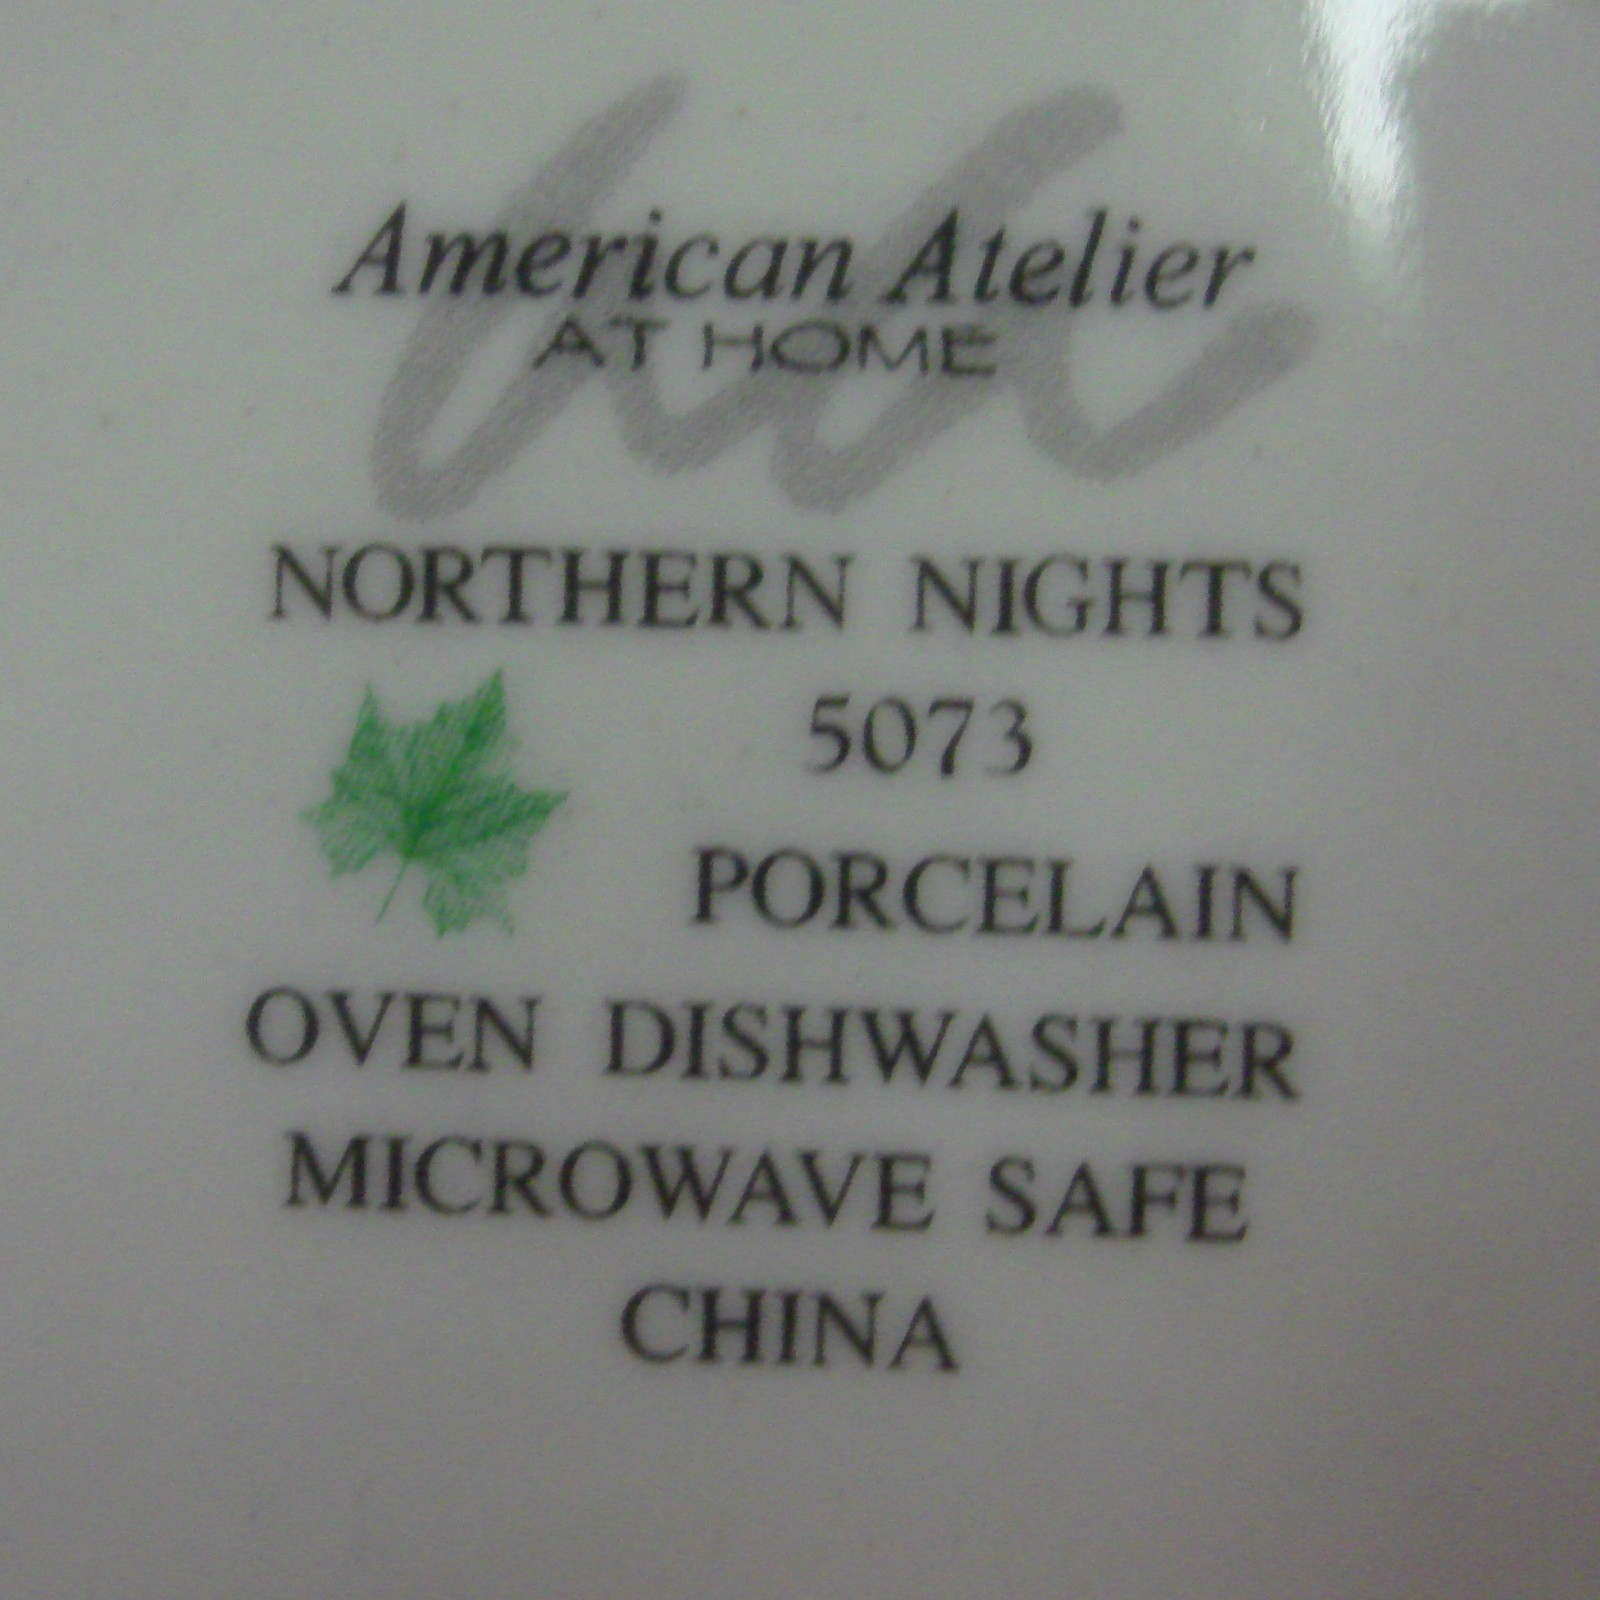 American Atelier
AT HOME
NORTHERN NIGHTS
5073
PORCELAIN
OVEN DISHWASHER
MICROWAVE SAFE
CHINA